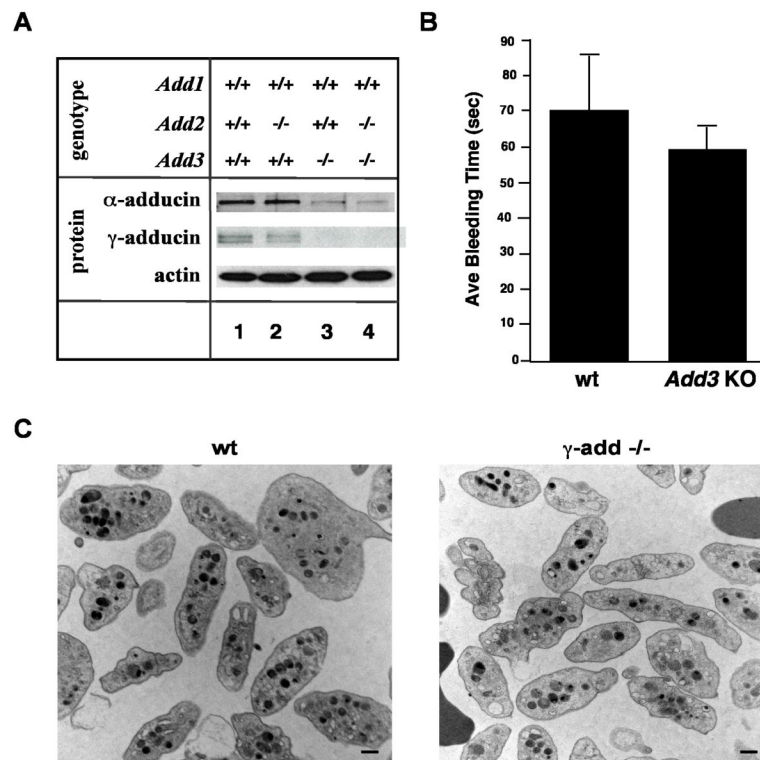 A
genotype
Add1 +/+ +/+ +/+ +/+
Add2 +/+ -/- +/+ -/-
Add3 +/+ +/+ -/- -/-
protein
α-adducin
γ-adducin
actin
1 2 3 4
B
Ave Bleeding Time (sec)
90
80
70
60
50
40
30
20
10
0
wt Add3 KO
C
wt γ-add -/-